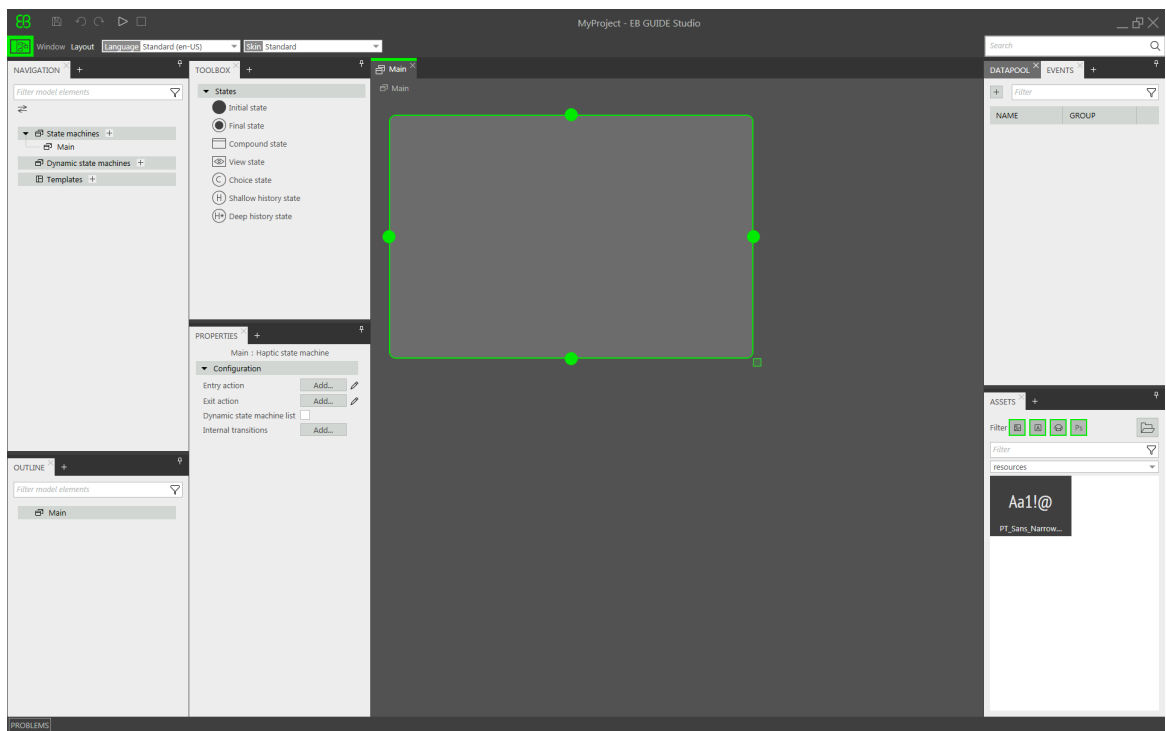 EB
MyProject - EB GUIDE Studio
Window Layout Language Standard (en-US) Skin Standard
Search
NAVIGATION × +
Filter model elements
State machines +
Main
Dynamic state machines +
Templates +
OUTLINE × +
Filter model elements
Main
TOOLBOX × +
States
Initial state
Final state
Compound state
View state
C Choice state
H Shallow history state
H* Deep history state
PROPERTIES × +
Main : Haptic state machine
Configuration
Entry action Add...
Exit action Add...
Dynamic state machine list
Internal transitions Add...
Main ×
Main
DATAPOOL × EVENTS × +
+ Filter
NAME GROUP
ASSETS × +
Filter A Ps
Filter
resources
Aa1!@
PT_Sans_Narrow...
PROBLEMS